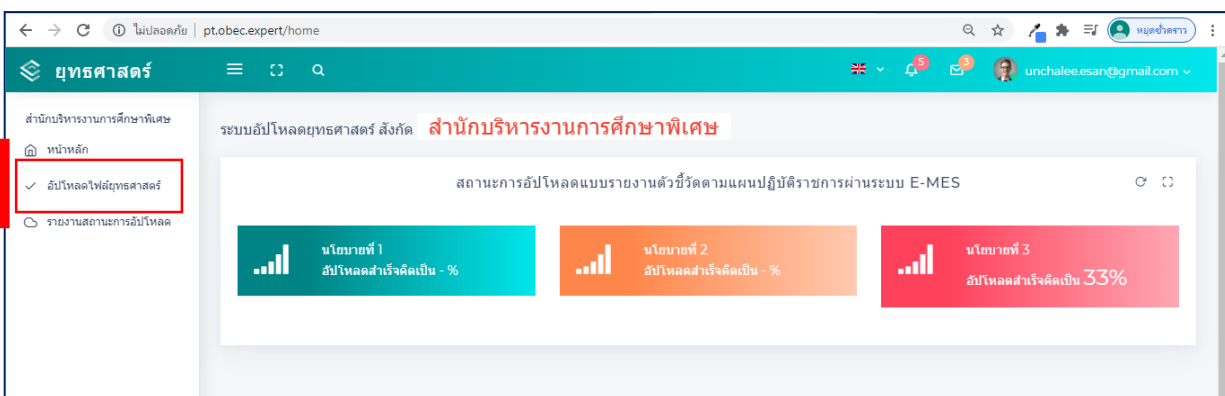 ไม่ปลอดภัย | pt.obec.expert/home
หยุดชั่วคราว
ยุทธศาสตร์
5
3
unchalee.esan@gmail.com
สำนักบริหารงานการศึกษาพิเศษ
หน้าหลัก
อัปโหลดไฟล์ยุทธศาสตร์
รายงานสถานะการอัปโหลด
ระบบอัปโหลดยุทธศาสตร์ สังกัด สำนักบริหารงานการศึกษาพิเศษ
สถานะการอัปโหลดแบบรายงานตัวชี้วัดตามแผนปฏิบัติราชการผ่านระบบ E-MES
นโยบายที่ 1
อัปโหลดสำเร็จคิดเป็น - %
นโยบายที่ 2
อัปโหลดสำเร็จคิดเป็น - %
นโยบายที่ 3
อัปโหลดสำเร็จคิดเป็น 33%